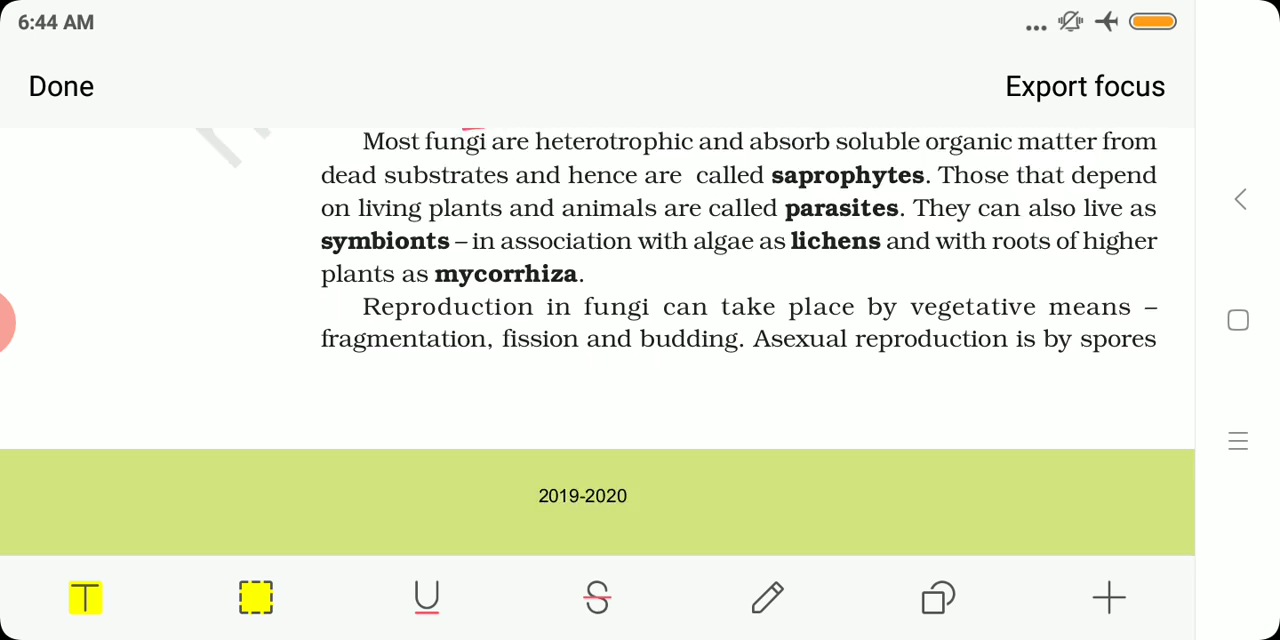 6:44 AM
Done
Export focus
Most fungi are heterotrophic and absorb soluble organic matter from
dead substrates and hence are called saprophytes. Those that depend
on living plants and animals are called parasites. They can also live as
symbionts – in association with algae as lichens and with roots of higher
plants as mycorrhiza.
Reproduction in fungi can take place by vegetative means –
fragmentation, fission and budding. Asexual reproduction is by spores
2019-2020
T
U
S